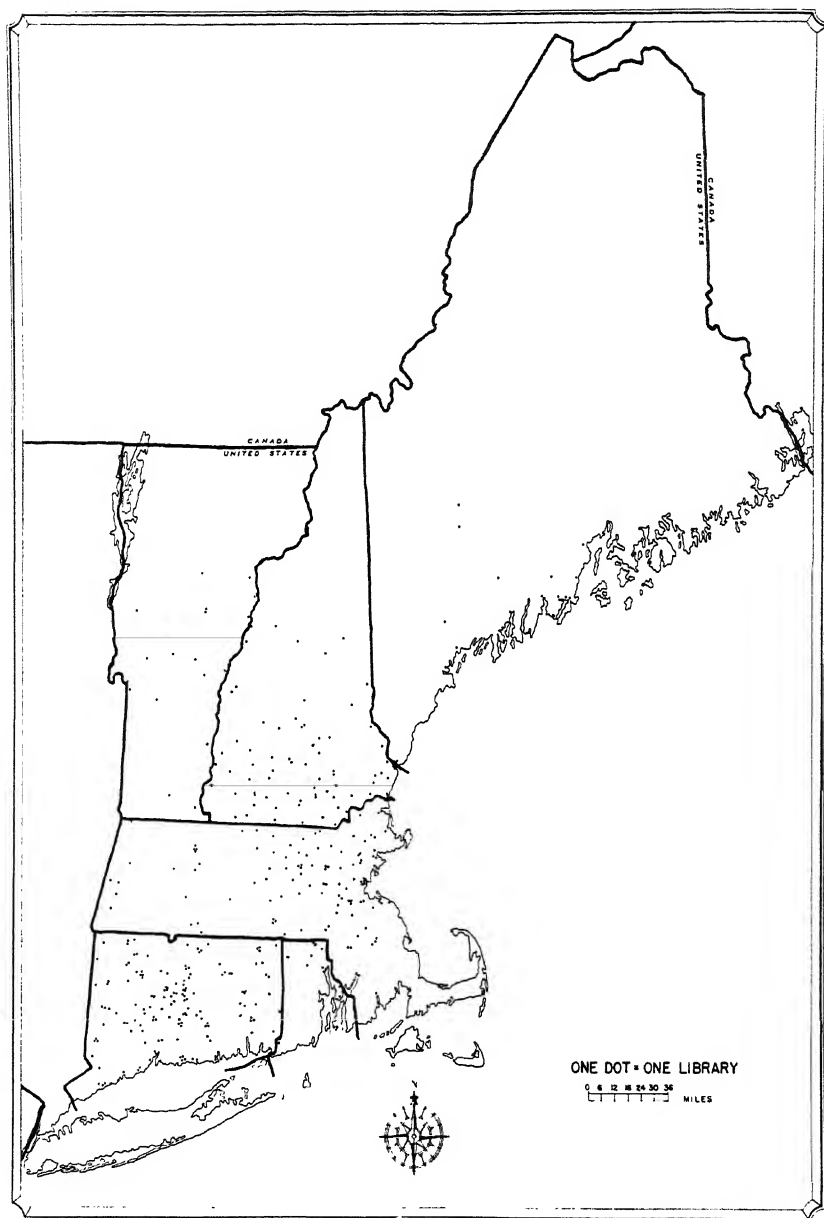 CANADA
UNITED STATES
CANADA
UNITED STATES
ONE DOT = ONE LIBRARY
0 6 12 18 24 30 36
MILES